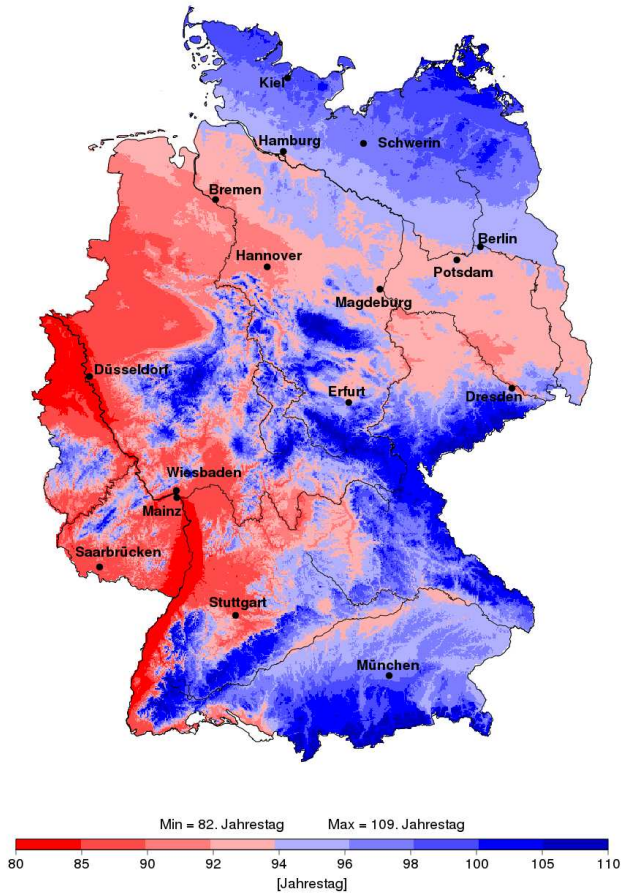 Kiel
Hamburg
Schwerin
Bremen
Berlin
Hannover
Potsdam
Magdeburg
Düsseldorf
Erfurt
Dresden
Wiesbaden
Mainz
Saarbrücken
Stuttgart
München
Min = 82. Jahrestag Max = 109. Jahrestag
80 85 90 92 94 96 98 100 105 110
[Jahrestag]